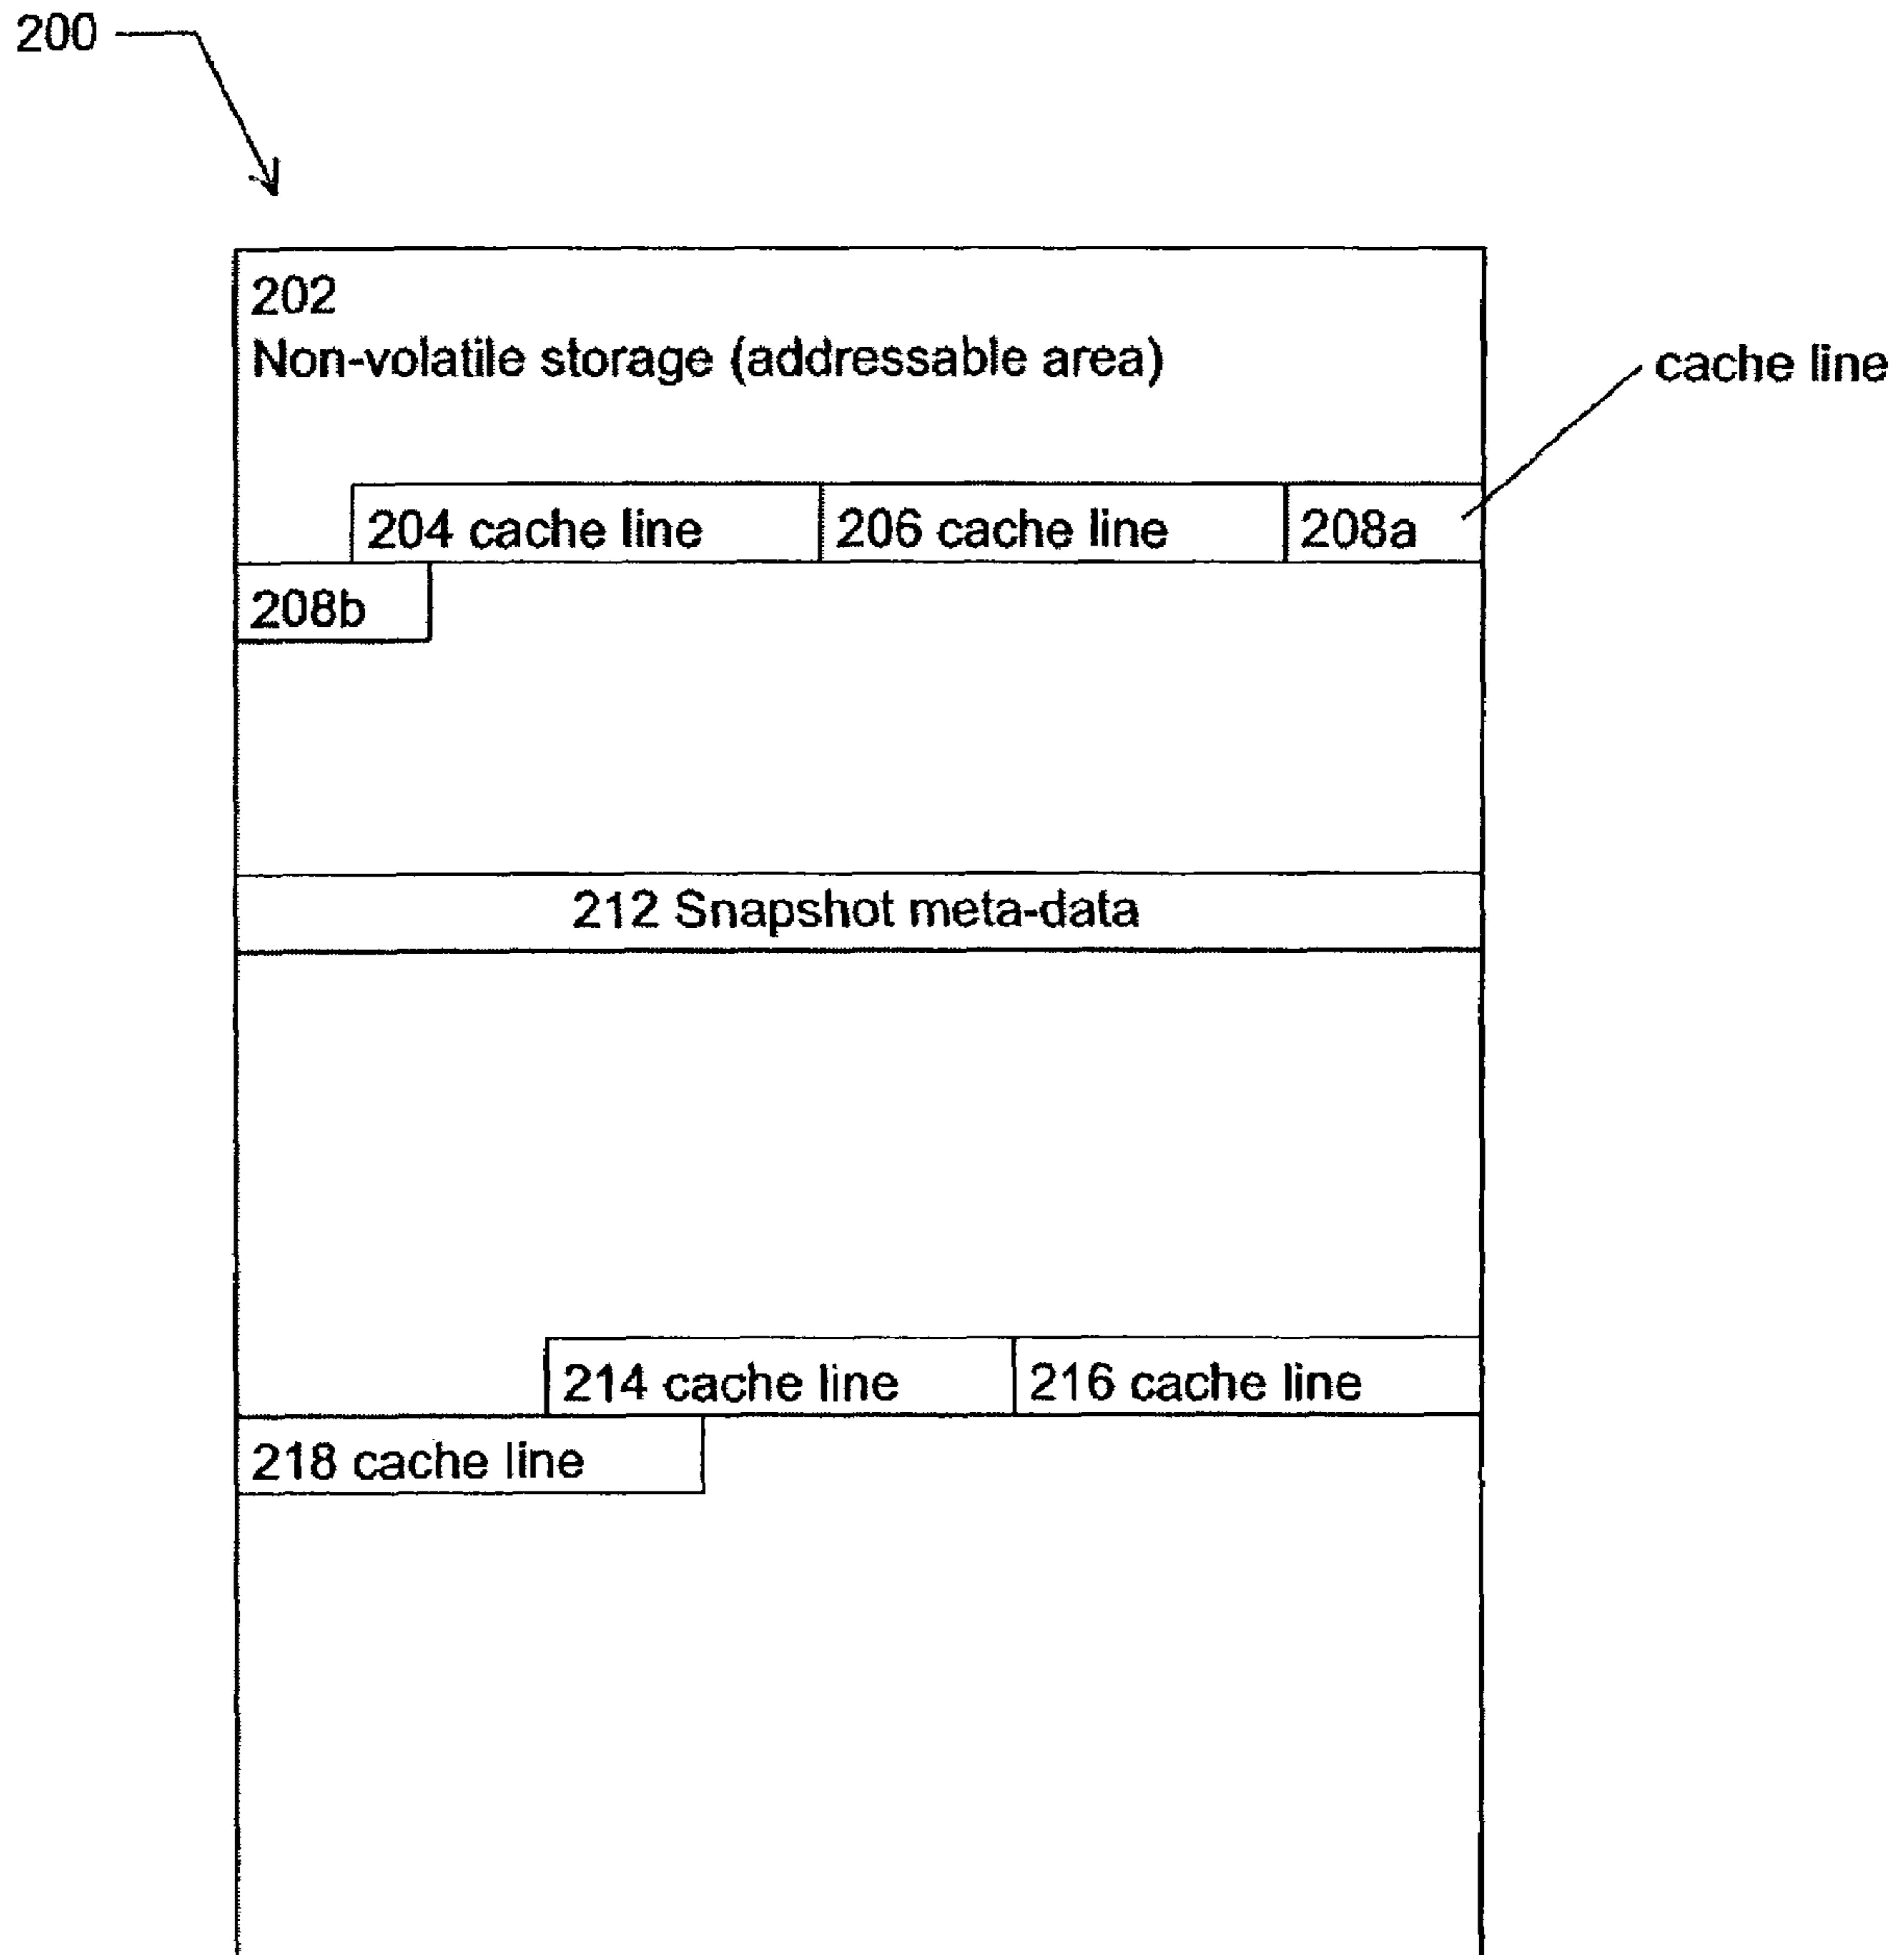 200
202
Non-volatile storage (addressable area)
cache line
204 cache line
206 cache line
208a
208b
212 Snapshot meta-data
214 cache line
216 cache line
218 cache line